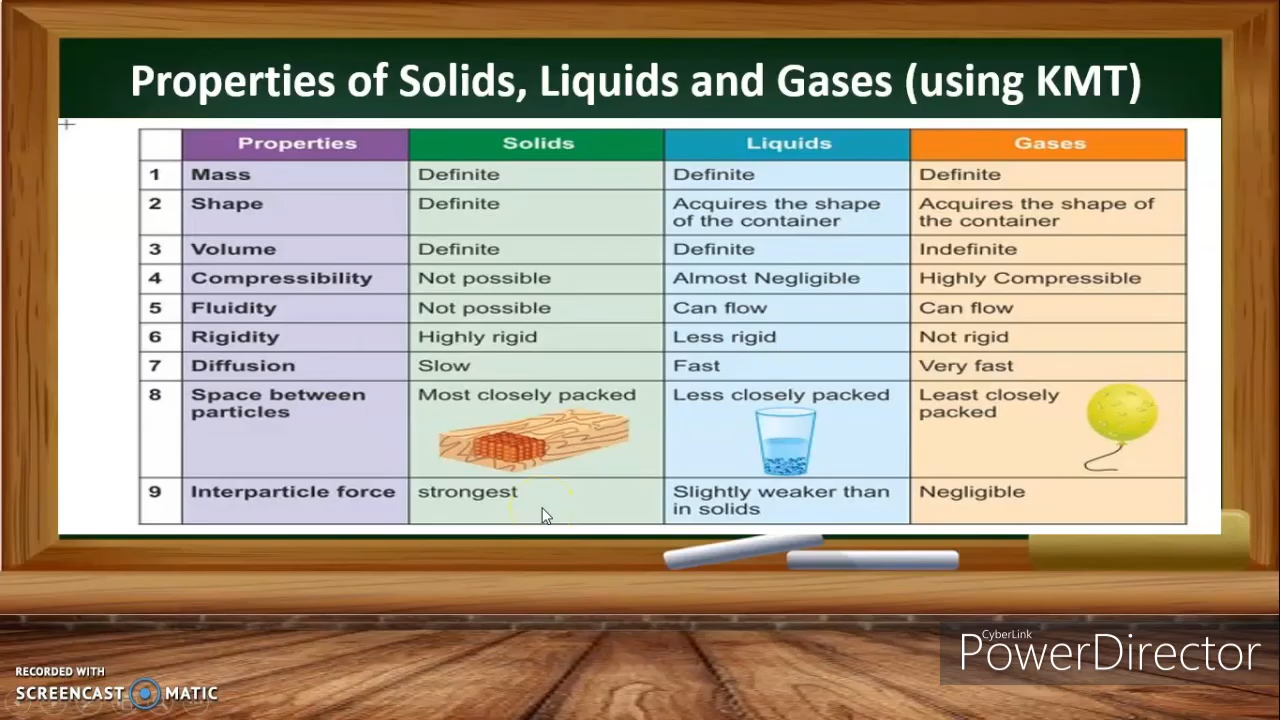 Properties of Solids, Liquids and Gases (using KMT)
Properties Solids Liquids Gases
1 Mass Definite Definite Definite
2 Shape Definite Acquires the shape Acquires the shape of
of the container the container
3 Volume Definite Definite Indefinite
4 Compressibility Not possible Almost Negligible Highly Compressible
5 Fluidity Not possible Can flow Can flow
6 Rigidity Highly rigid Less rigid Not rigid
7 Diffusion Slow Fast Very fast
8 Space between Most closely packed Less closely packed Least closely
particles packed
9 Interparticle force strongest Slightly weaker than Negligible
in solids
CyberLink
PowerDirector
RECORDED WITH
SCREENCAST MATIC